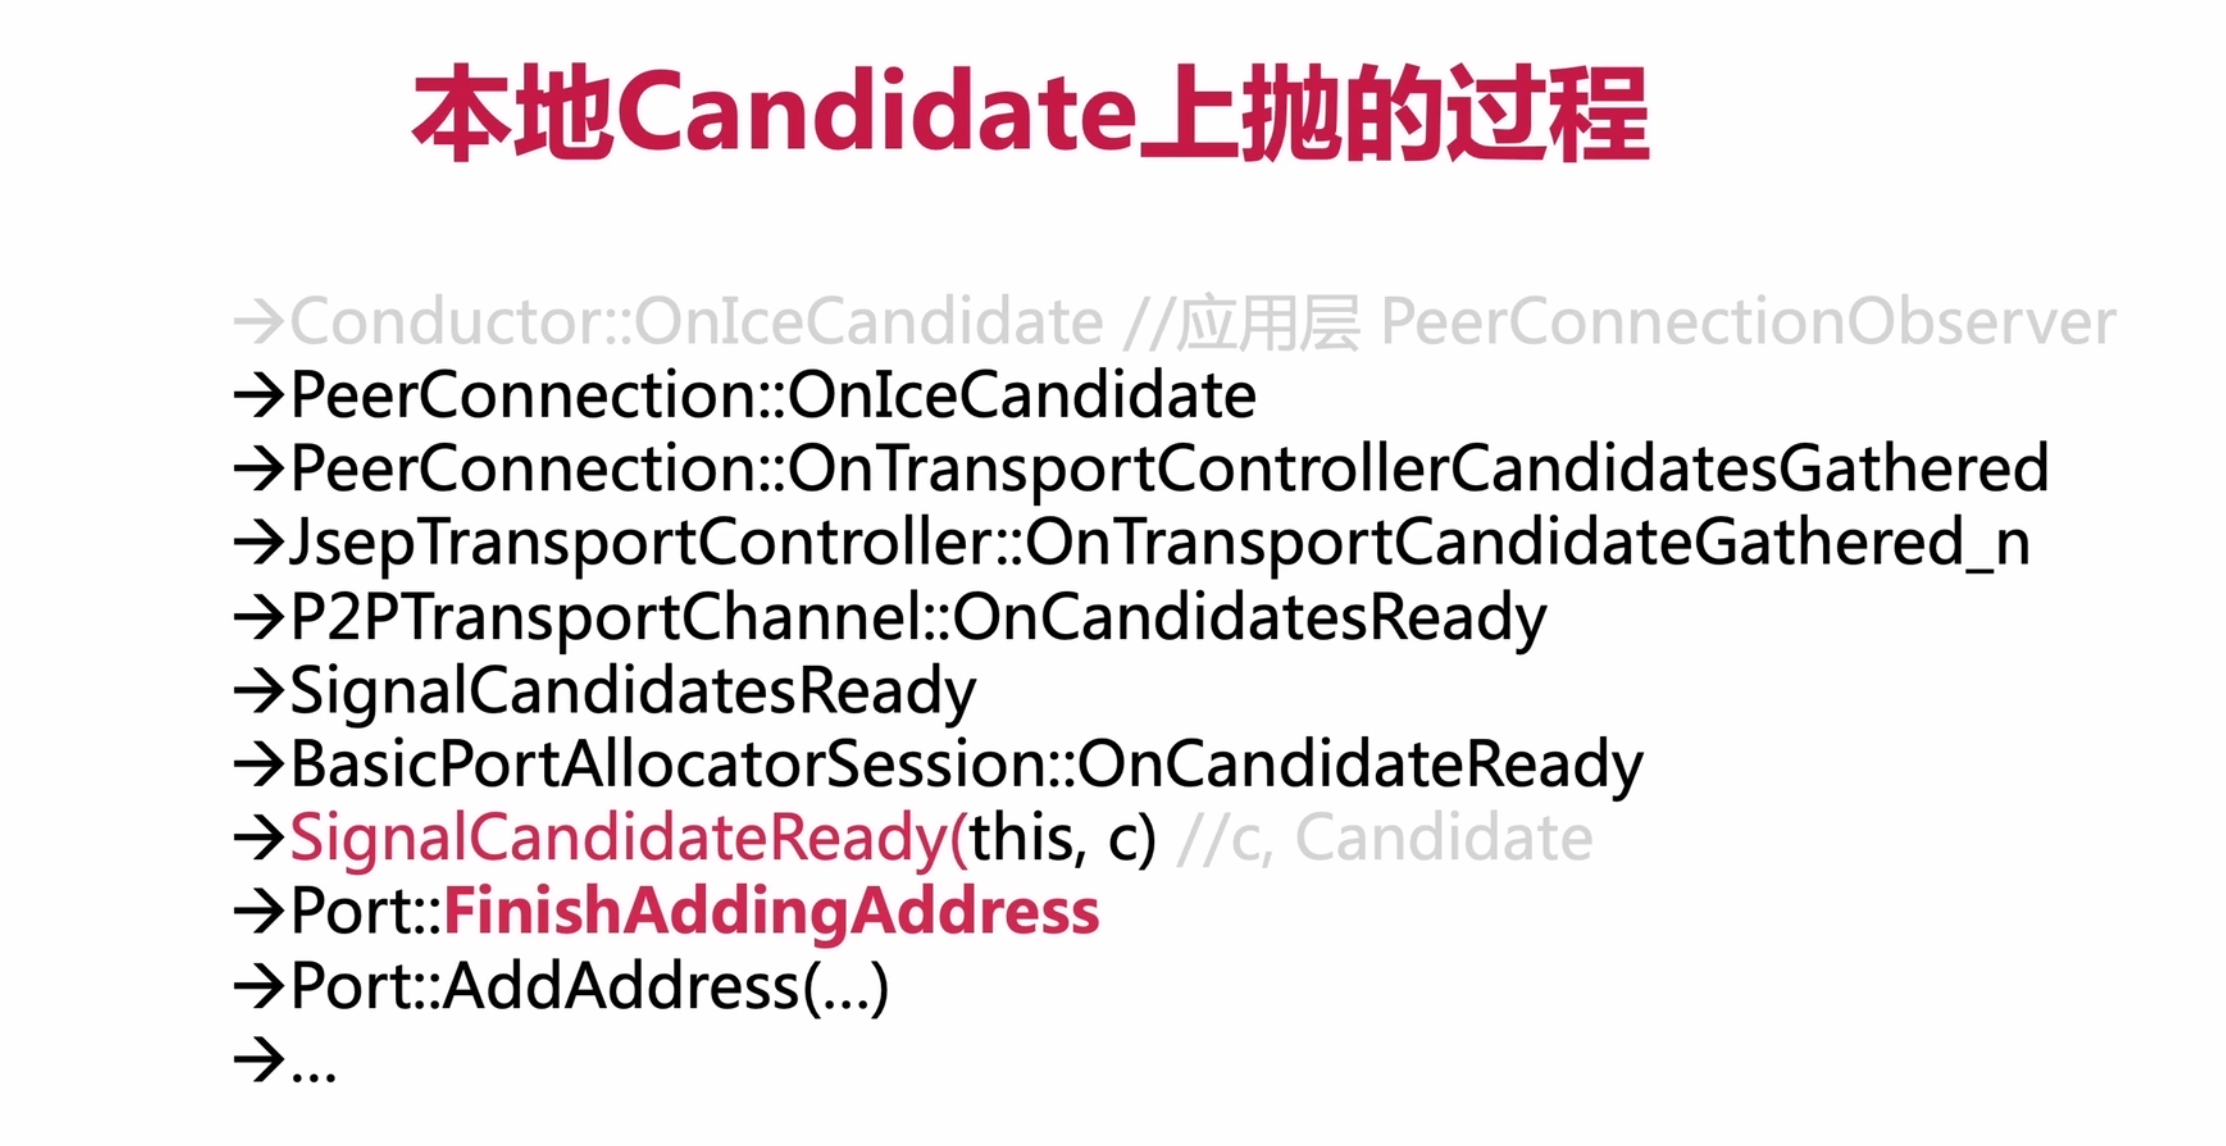 本地Candidate上抛的过程
→Conductor::OnIceCandidate //应用层 PeerConnectionObserver
→PeerConnection::OnIceCandidate
→PeerConnection::OnTransportControllerCandidatesGathered
→JsepTransportController::OnTransportCandidateGathered_n
→P2PTransportChannel::OnCandidatesReady
→SignalCandidatesReady
→BasicPortAllocatorSession::OnCandidateReady
→SignalCandidateReady(this, c) //c, Candidate
→Port::FinishAddingAddress
→Port::AddAddress(...)
→...